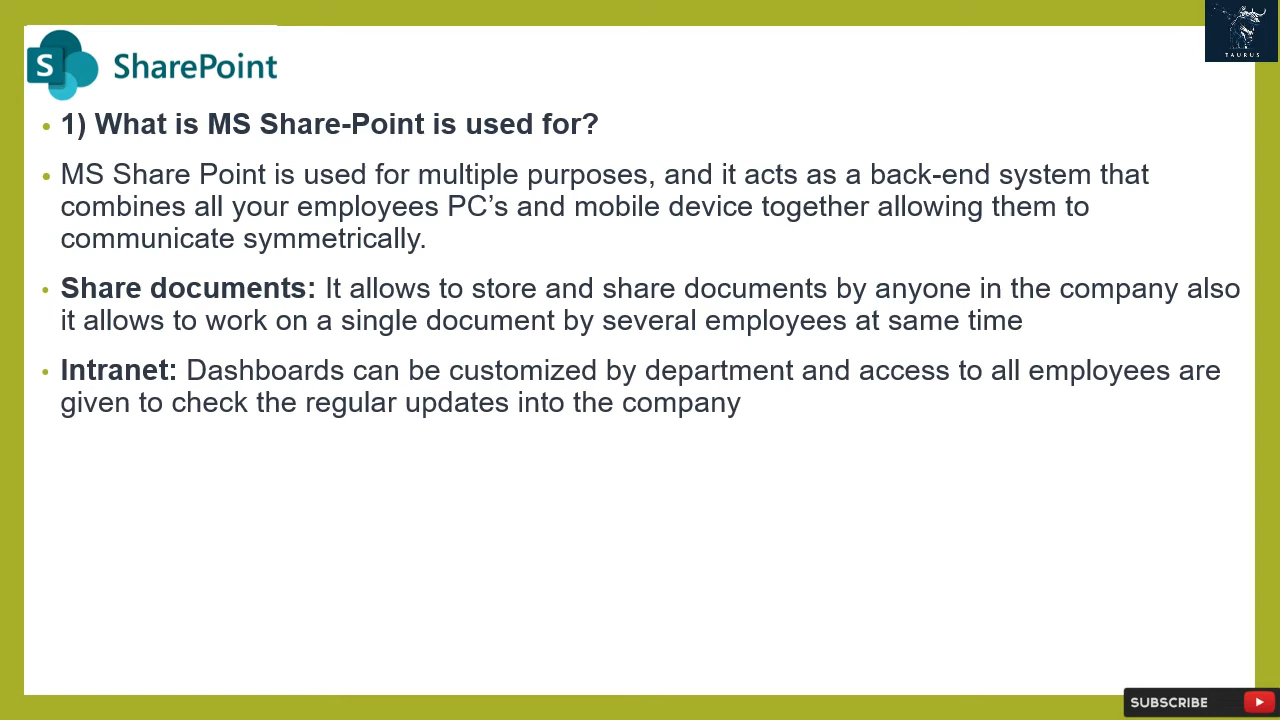 S SharePoint
TAURUS
• 1) What is MS Share-Point is used for?
• MS Share Point is used for multiple purposes, and it acts as a back-end system that
combines all your employees PC’s and mobile device together allowing them to
communicate symmetrically.
• Share documents: It allows to store and share documents by anyone in the company also
it allows to work on a single document by several employees at same time
• Intranet: Dashboards can be customized by department and access to all employees are
given to check the regular updates into the company
SUBSCRIBE